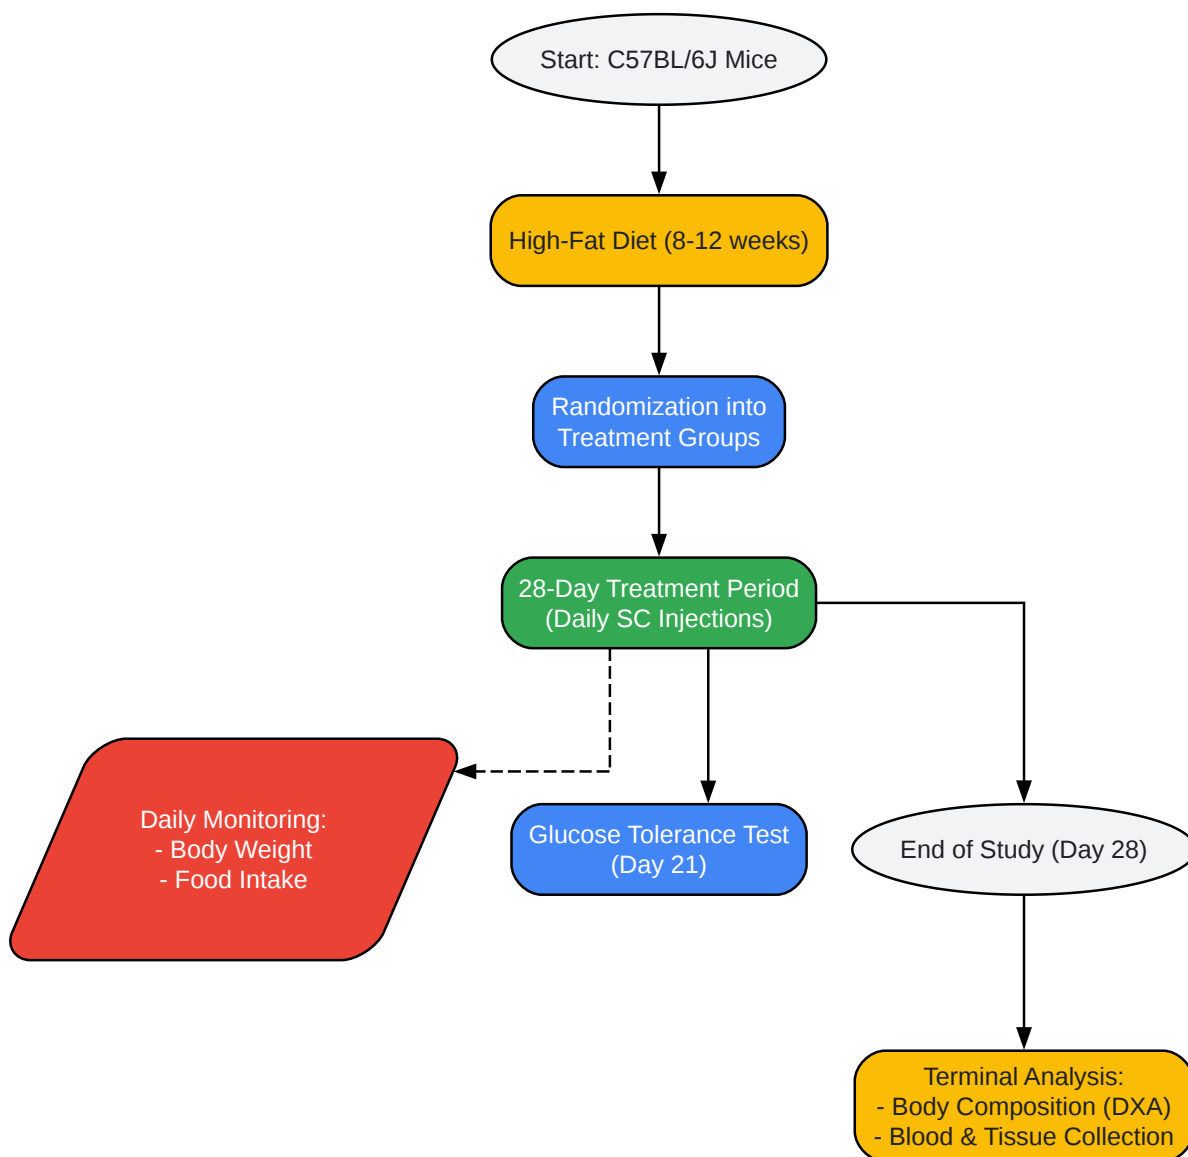 Start: C57BL/6J Mice
High-Fat Diet (8-12 weeks)
Randomization into
Treatment Groups
28-Day Treatment Period
(Daily SC Injections)
Daily Monitoring:
- Body Weight
- Food Intake
Glucose Tolerance Test
(Day 21)
End of Study (Day 28)
Terminal Analysis:
- Body Composition (DXA)
- Blood & Tissue Collection